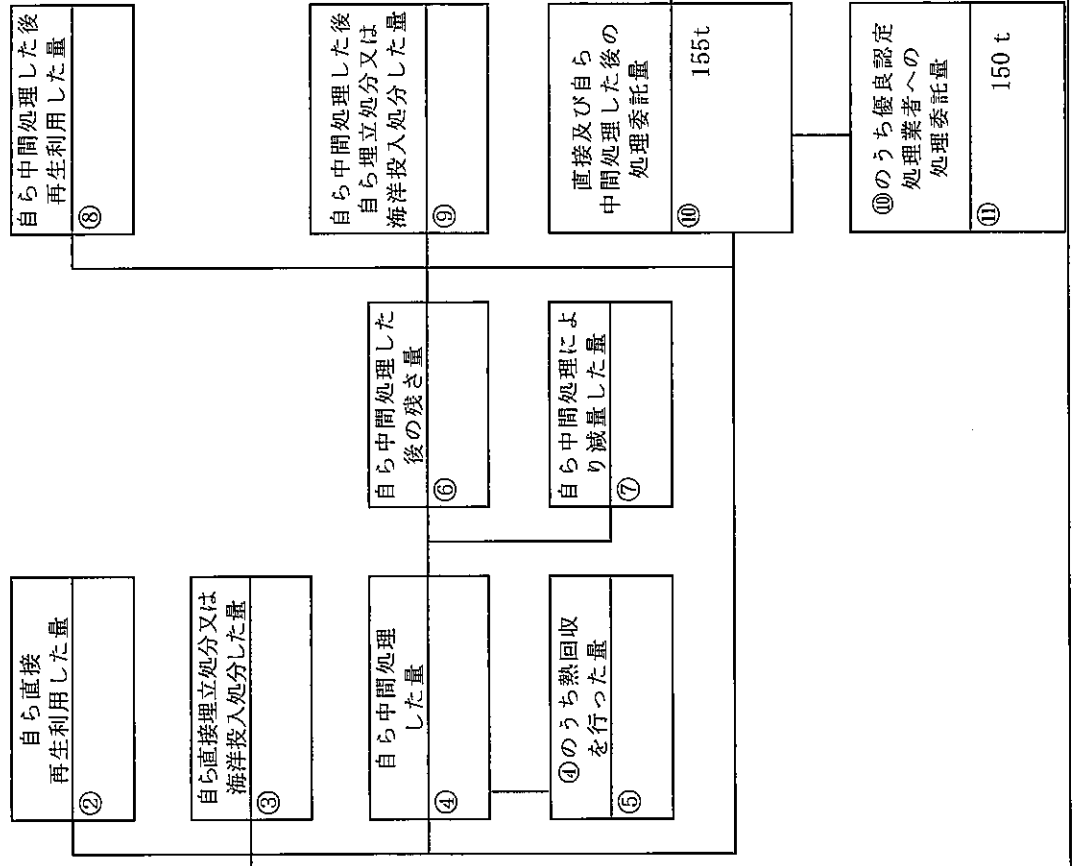 自ら直接
再生利用した量
②
自ら直接埋立処分又は
海洋投入処分した量
③
自ら中間処理
した量
④
④のうち熱回収
を行った量
⑤
自ら中間処理した
後の残さ量
⑥
自ら中間処理によ
り減量した量
⑦
自ら中間処理した後
再生利用した量
⑧
自ら中間処理した後
自ら埋立処分又は
海洋投入処分した量
⑨
直接及び自ら
中間処理した後の
処理委託量
⑩
155t
⑩のうち優良認定
処理業者への
処理委託量
⑪
150 t